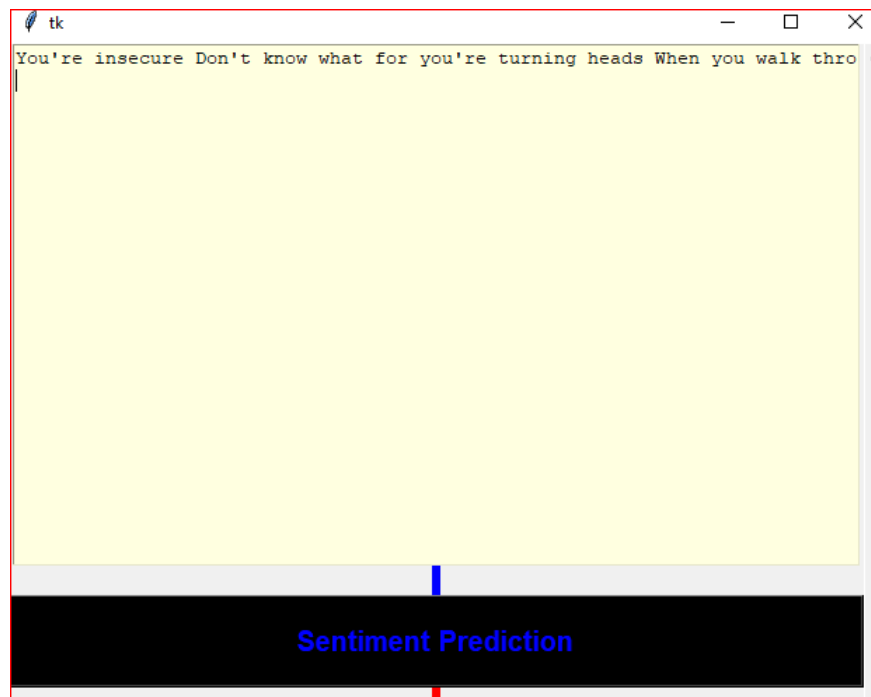 tk
You're insecure Don't know what for you're turning heads When you walk thro
Sentiment Prediction